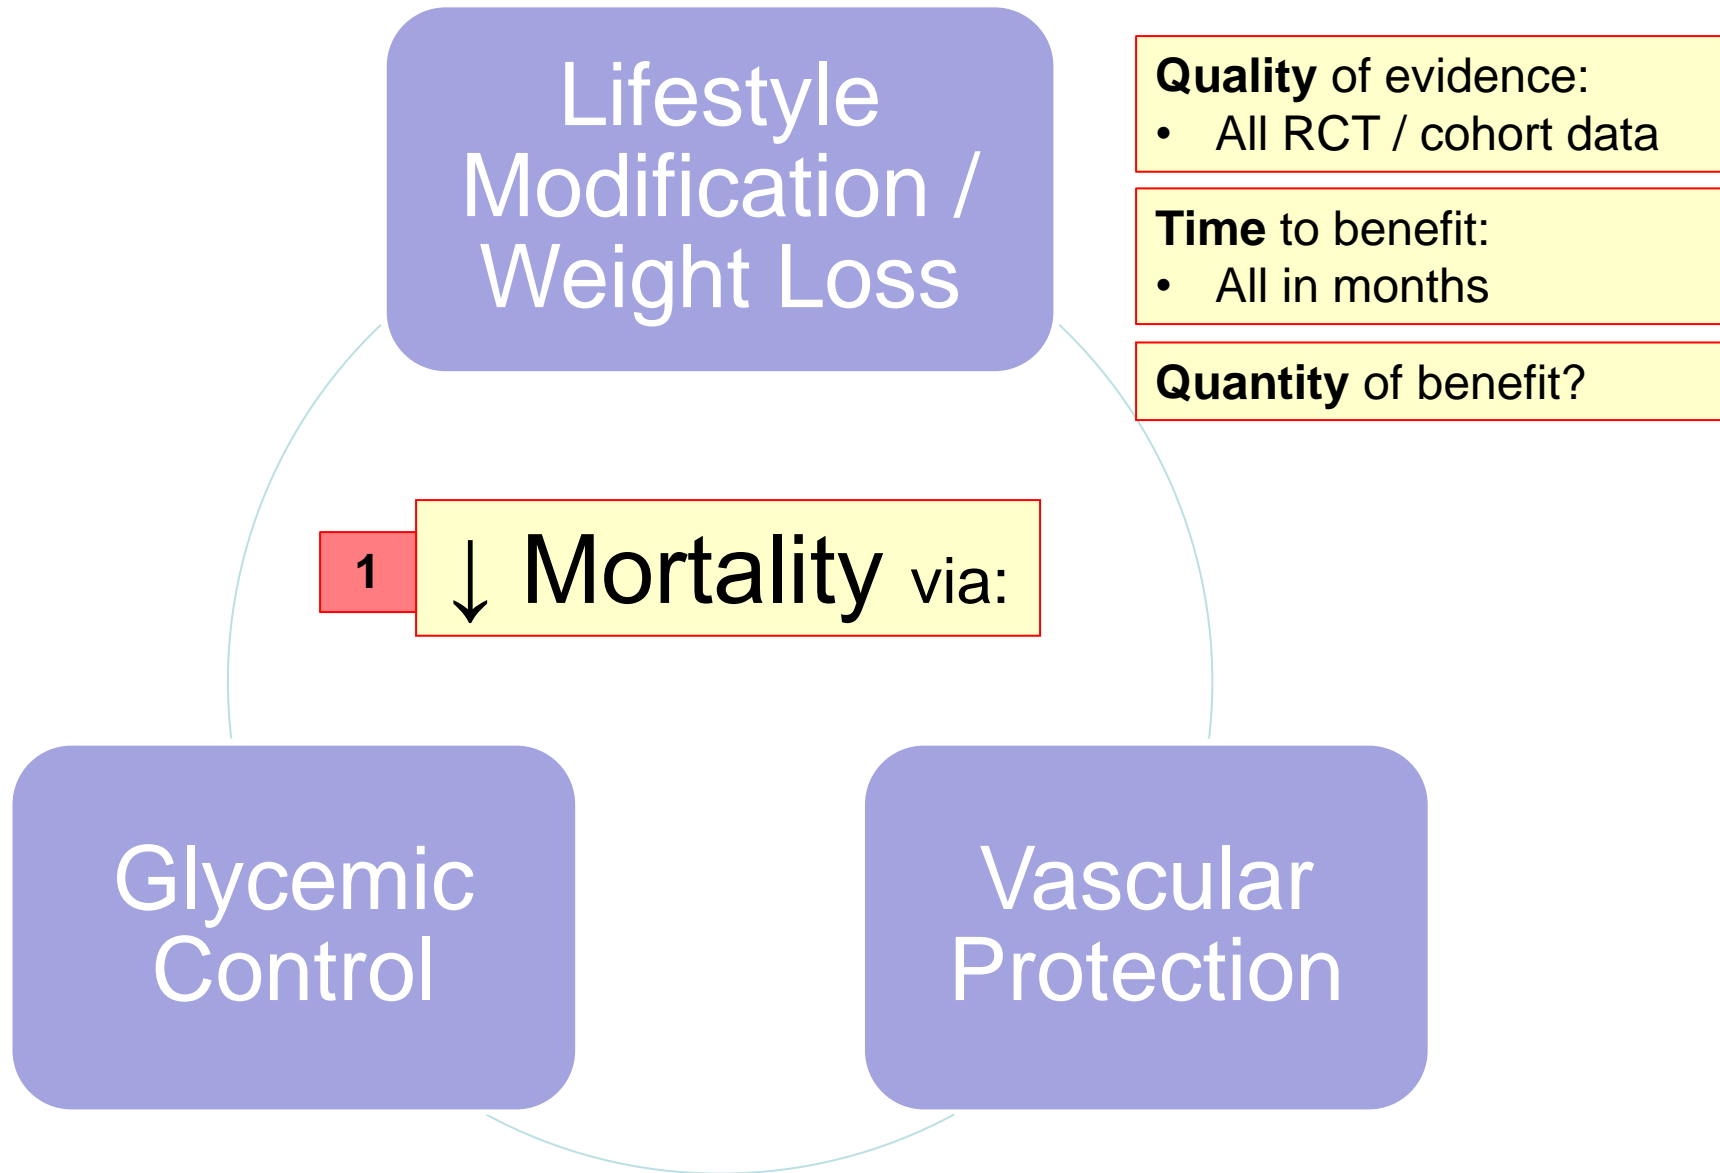 Lifestyle
Modification /
Weight Loss
Quality of evidence:
• All RCT / cohort data
Time to benefit:
• All in months
Quantity of benefit?
1
↓ Mortality via:
Glycemic
Control
Vascular
Protection